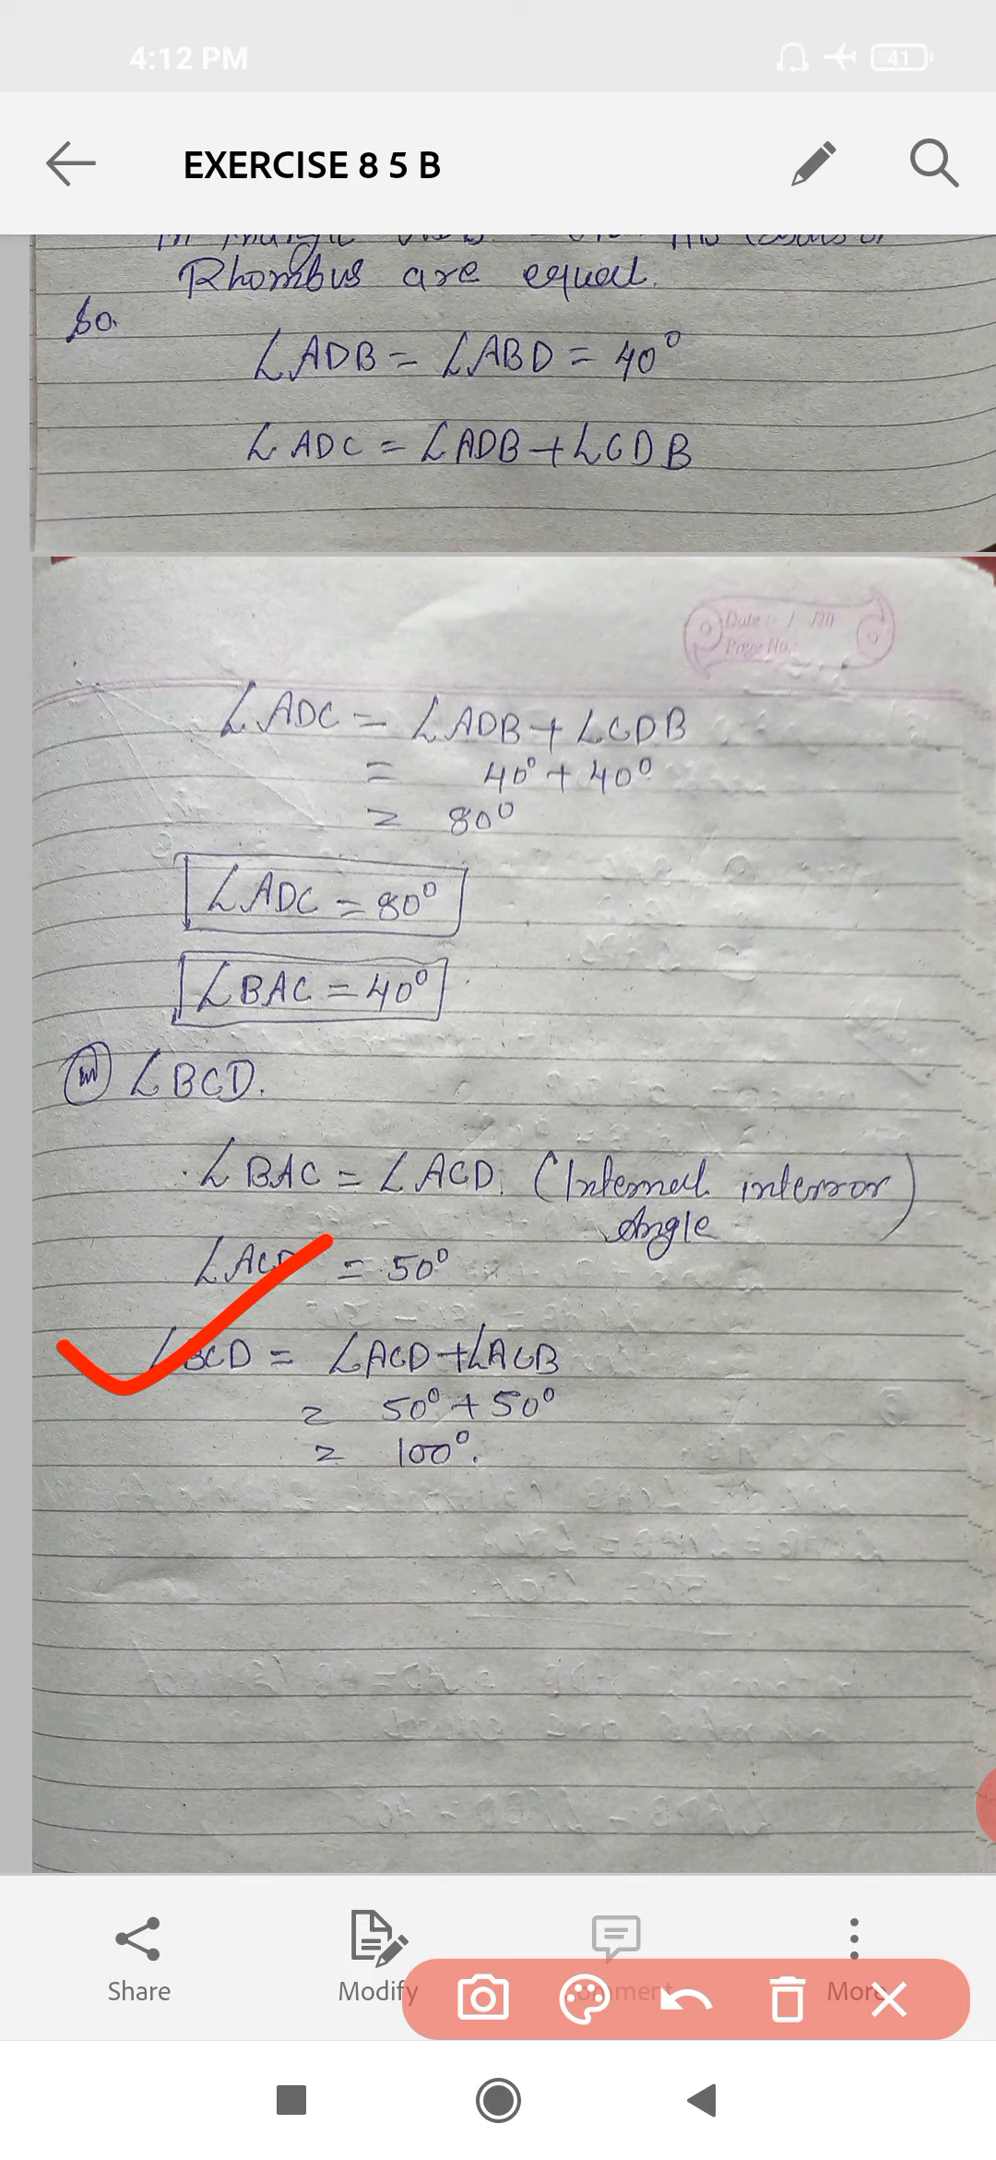 4:12 PM
41
EXERCISE 8 5 B
Rhombus are equal.
So.
∠ADB = ∠ABD = 40°
∠ADC = ∠ADB + ∠CDB
Date / /20
Page No.
∠ADC = ∠ADB + ∠CDB
= 40° + 40°
= 80°
∠ADC = 80°
∠BAC = 40°
∠BCD.
∠BAC = ∠ACD. (Internal interror
Angle
= 50°
∠BCD = ∠ACD + ∠ACB
= 50° + 50°
= 100°.
Share
Modify
More